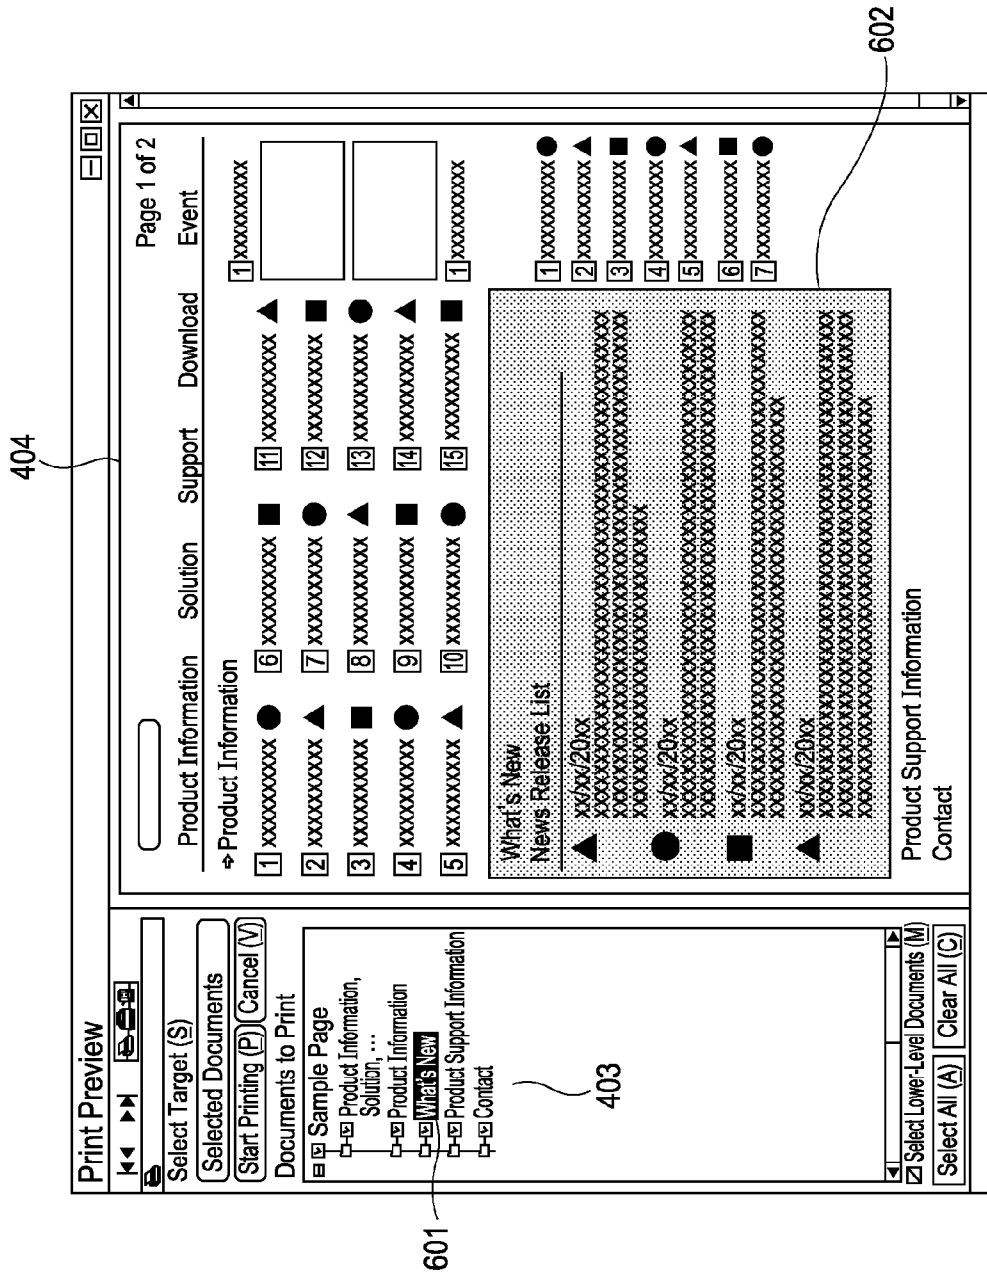 404
Print Preview
Select Target (S)
Selected Documents
Start Printing (P) Cancel (V)
Documents to Print
Sample Page
Product Information,
Solution, ...
Product Information
What's New
Product Support Information
Contact
601
403
Select Lower-Level Documents (M)
Select All (A) Clear All (C)
Page 1 of 2
Product Information Solution Support Download Event
⇨Product Information
1 xxxxxxxxxx
2 xxxxxxxxxx
3 xxxxxxxxxx
4 xxxxxxxxxx
5 xxxxxxxxxx
6 xxxxxxxxxx
7 xxxxxxxxxx
8 xxxxxxxxxx
9 xxxxxxxxxx
10 xxxxxxxxxx
11 xxxxxxxxxx
12 xxxxxxxxxx
13 xxxxxxxxxx
14 xxxxxxxxxx
15 xxxxxxxxxx
1 xxxxxxxxxx
1 xxxxxxxxxx
What's New
News Release List
xx/xx/20xx
xx/xx/20xx
xx/xx/20xx
xx/xx/20xx
1 xxxxxxxxxx
2 xxxxxxxxxx
3 xxxxxxxxxx
4 xxxxxxxxxx
5 xxxxxxxxxx
6 xxxxxxxxxx
7 xxxxxxxxxx
Product Support Information
Contact
602